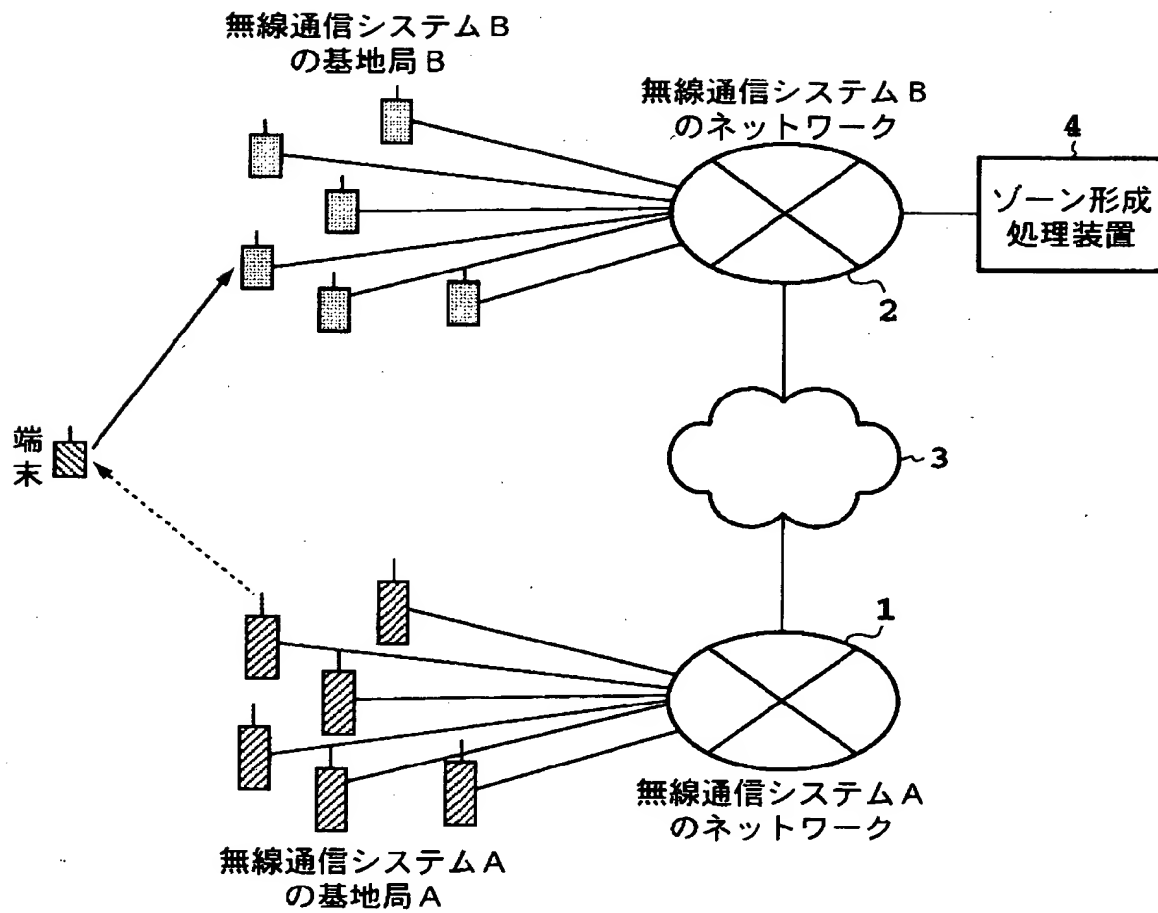 無線通信システムB
の基地局B
無線通信システムB
のネットワーク
4
ゾーン形成
処理装置
2
端
末
3
1
無線通信システムA
のネットワーク
無線通信システムA
の基地局A